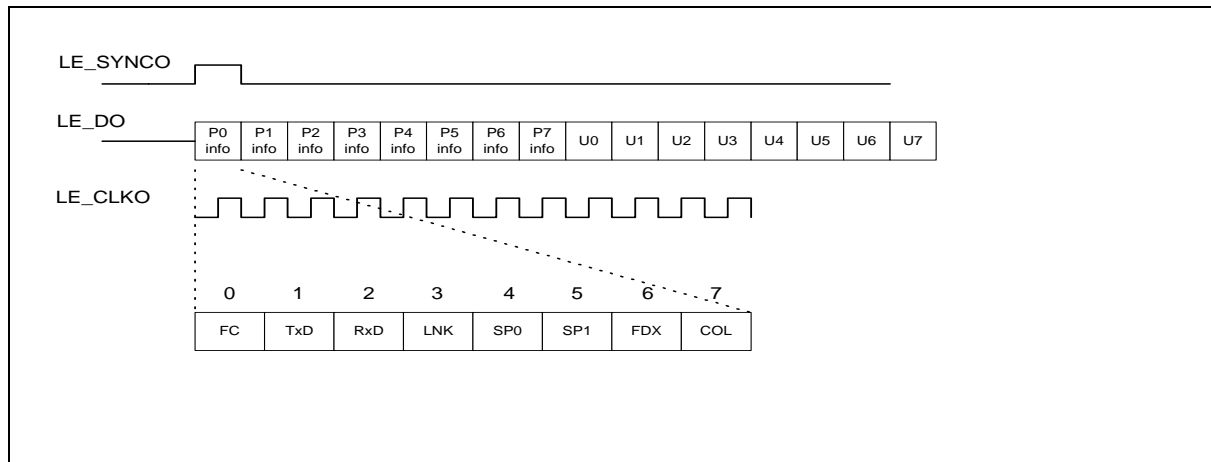 LE_SYNCO
LE_DO
P0 info P1 info P2 info P3 info P4 info P5 info P6 info P7 info U0 U1 U2 U3 U4 U5 U6 U7
LE_CLKO
0 1 2 3 4 5 6 7
FC TxD RxD LNK SP0 SP1 FDX COL